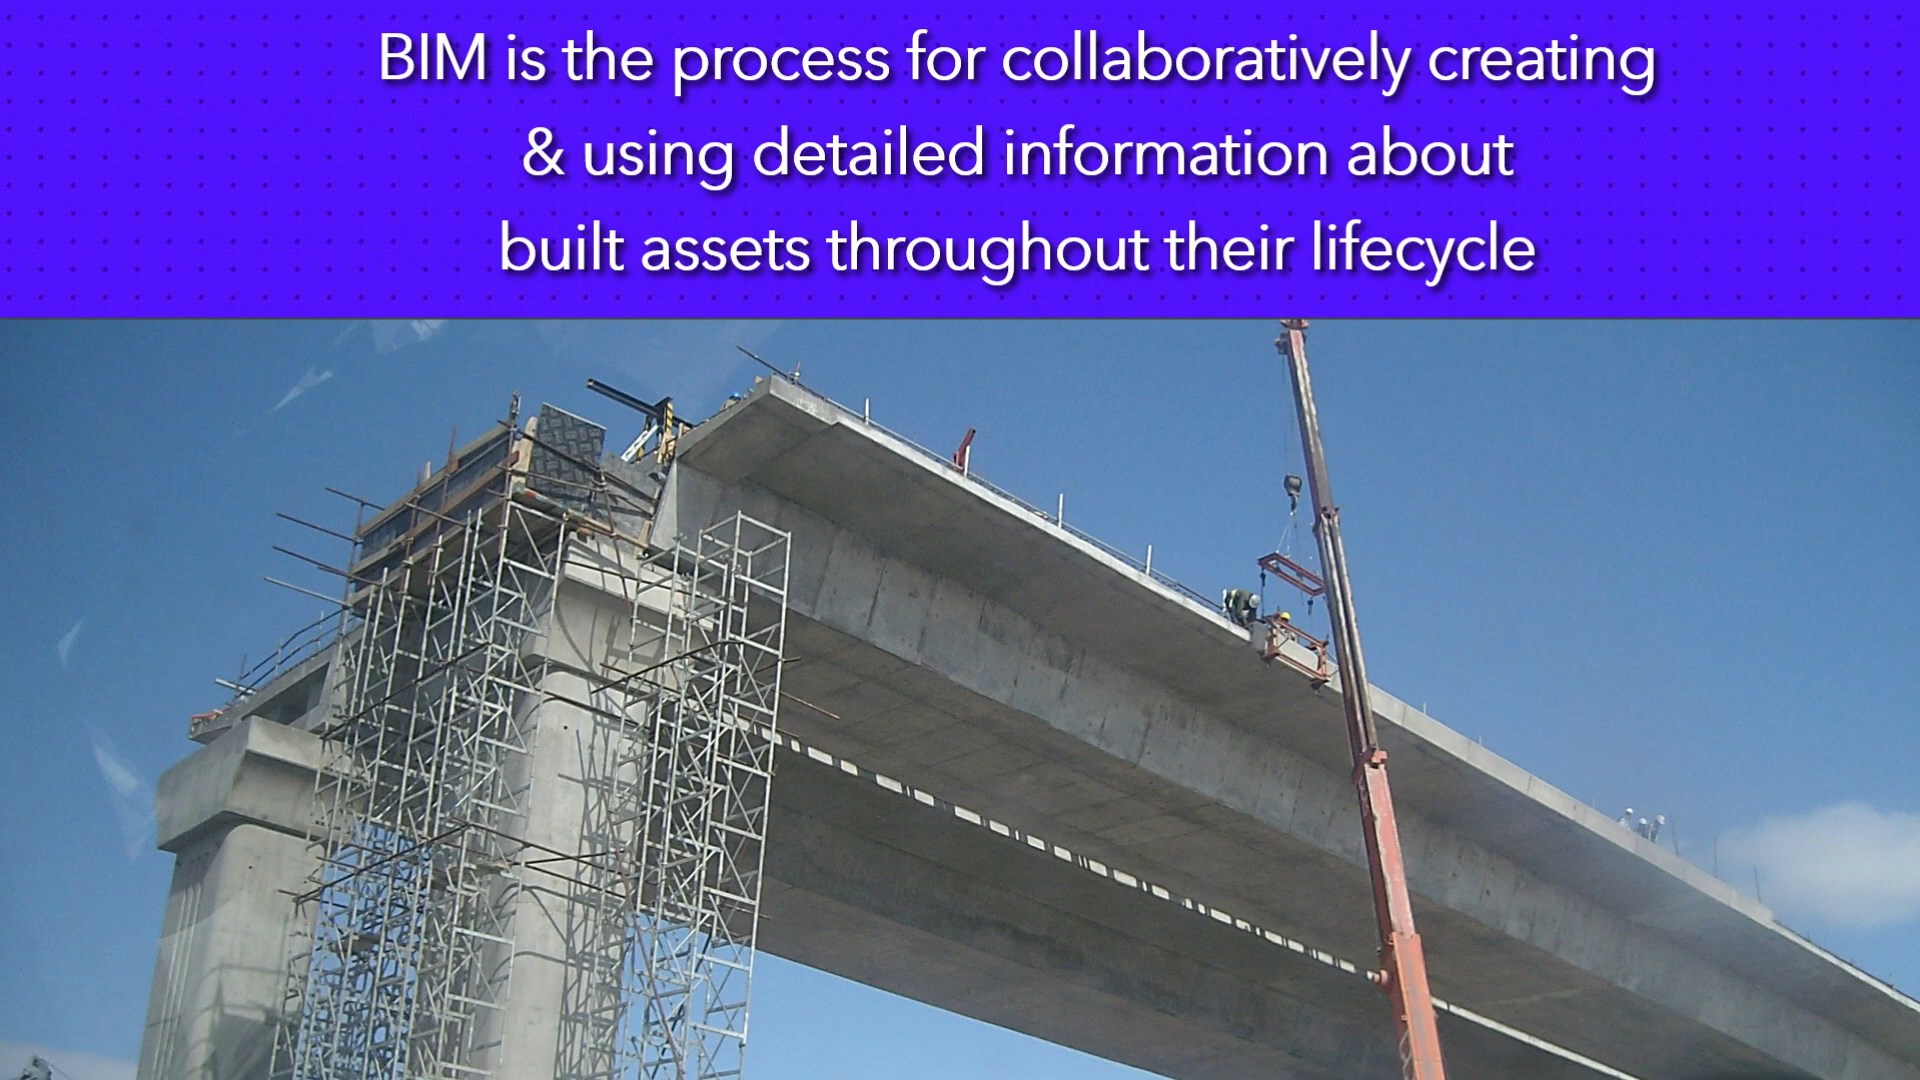 BIM is the process for collaboratively creating
& using detailed information about
built assets throughout their lifecycle